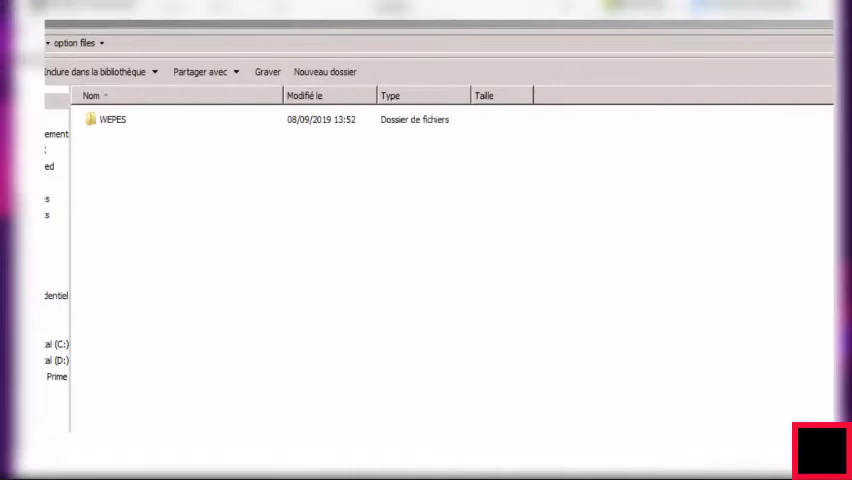 option files
Indure dans la bibliothèque Partager avec Graver Nouveau dossier
Nom Modifié le Type Taille
WEPES 08/09/2019 13:52 Dossier de fichiers
ement
ed
s
s
dentiel
al (C:)
al (D:)
Prime